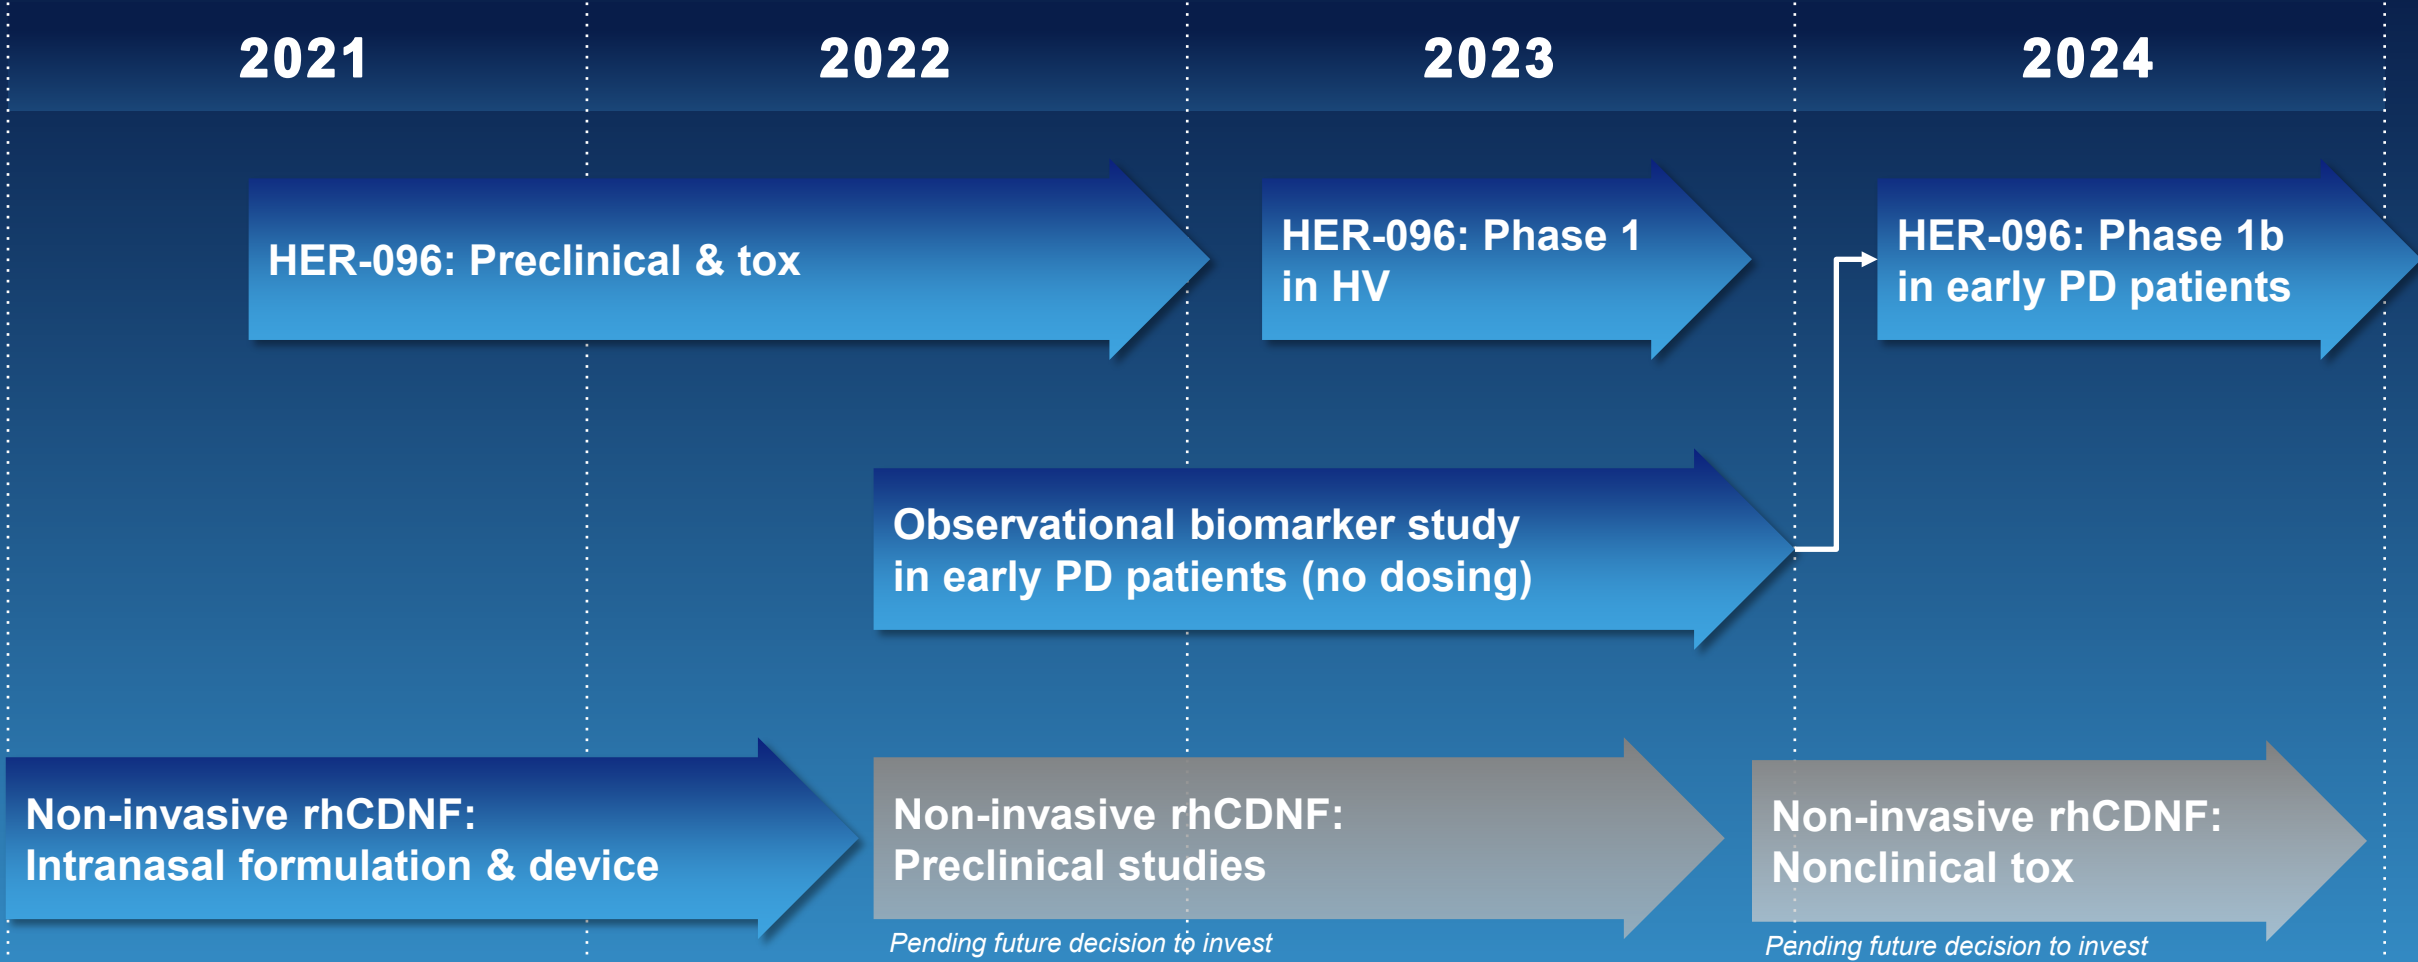 2021
2022
2023
2024
HER-096: Preclinical & tox
HER-096: Phase 1
in HV
HER-096: Phase 1b
in early PD patients
Observational biomarker study
in early PD patients (no dosing)
Non-invasive rhCDNF:
Intranasal formulation & device
Non-invasive rhCDNF:
Preclinical studies
Pending future decision to invest
Non-invasive rhCDNF:
Nonclinical tox
Pending future decision to invest